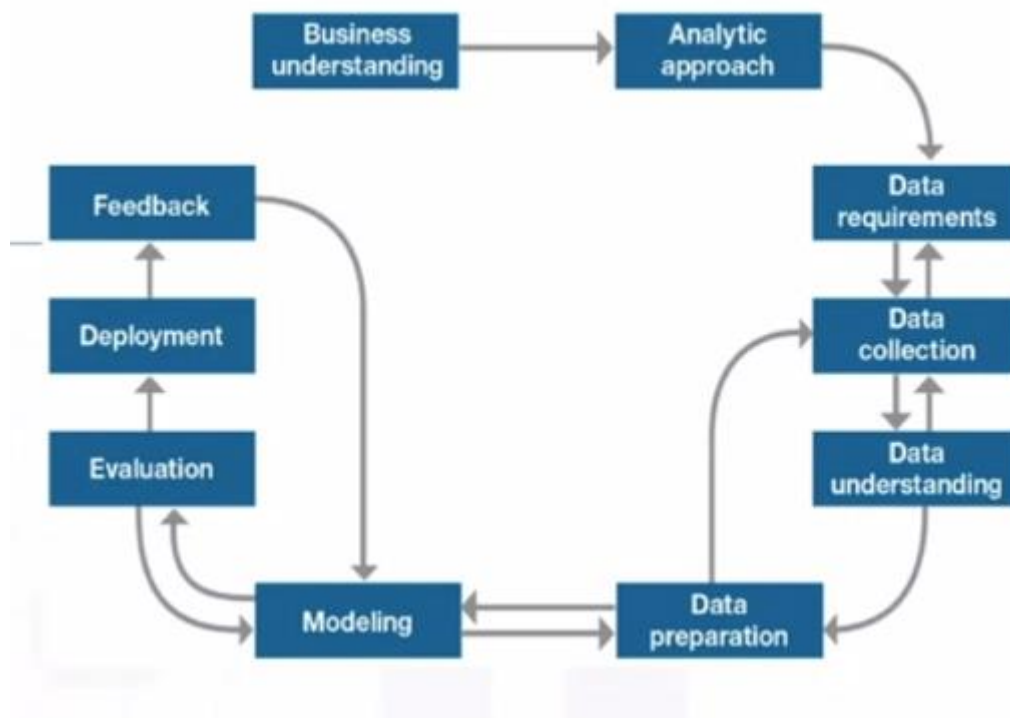 Business
understanding
Analytic
approach
Data
requirements
Data
collection
Data
understanding
Data
preparation
Modeling
Evaluation
Deployment
Feedback